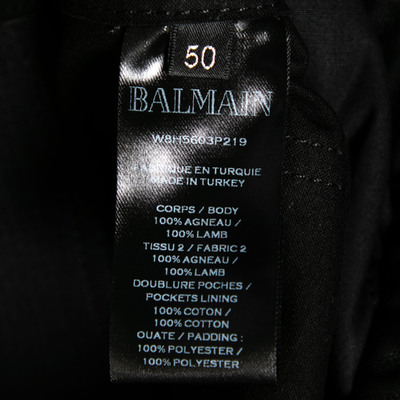 50
BALMAIN
W8H5603P219
FABRIQUE EN TURQUIE
MADE IN TURKEY
CORPS / BODY
100% AGNEAU /
100% LAMB
TISSU 2 / FABRIC 2
100% AGNEAU /
100% LAMB
DOUBLURE POCHES /
POCKETS LINING
100% COTON /
100% COTTON
OUATE / PADDING :
100% POLYESTER /
100% POLYESTER